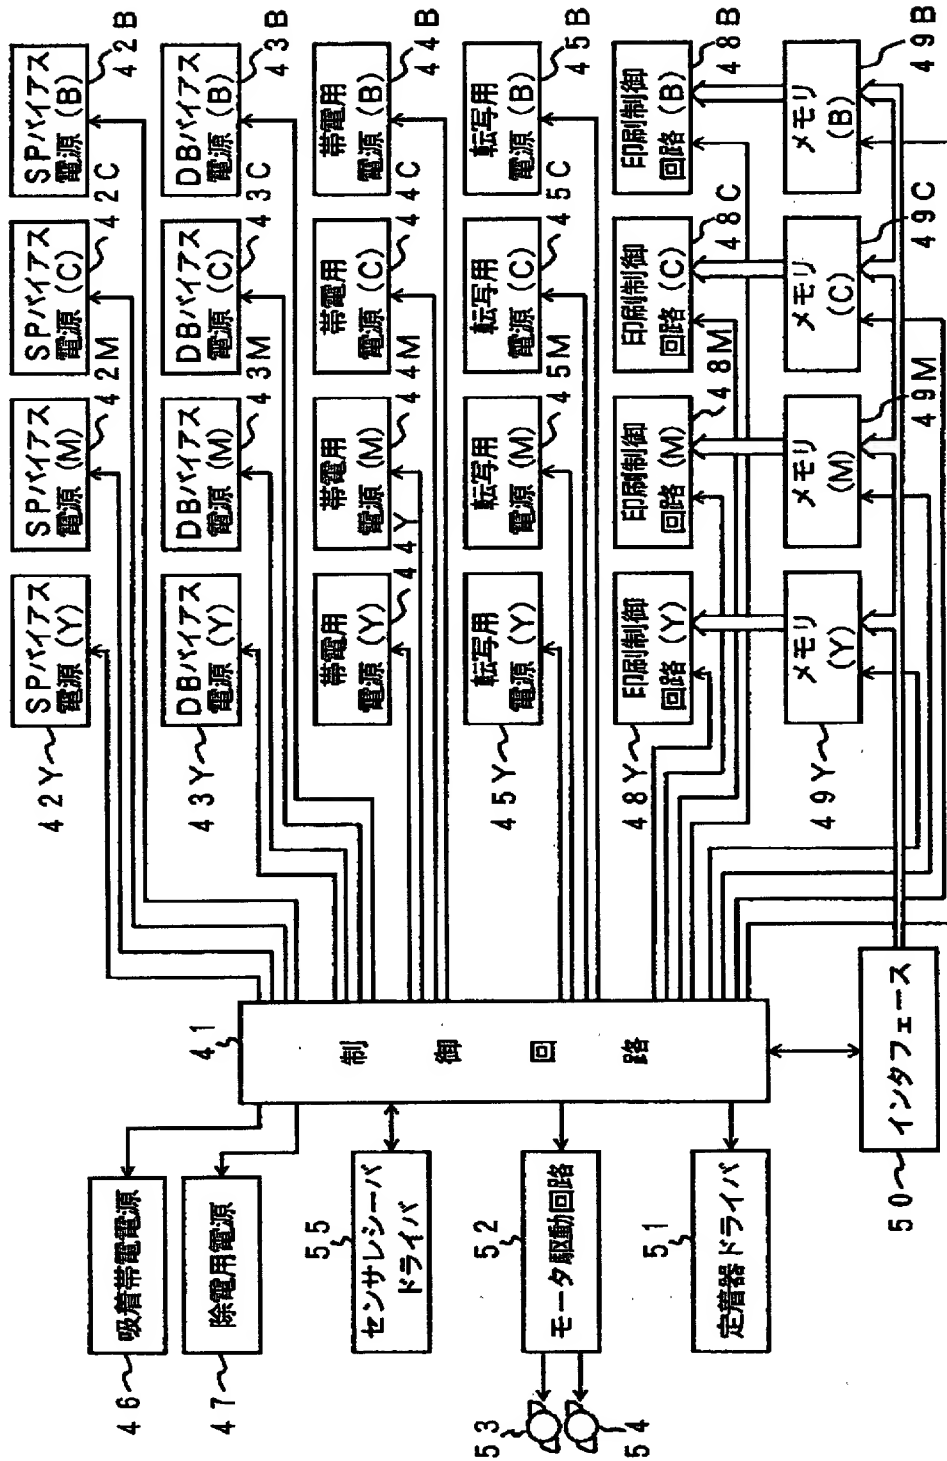 SPバイアス
電源(Y)
42Y
SPバイアス
電源(M)
42M
SPバイアス
電源(C)
42C
SPバイアス
電源(B)
42B
DBバイアス
電源(Y)
43Y
DBバイアス
電源(M)
43M
DBバイアス
電源(C)
43C
DBバイアス
電源(B)
43B
帯電用
電源(Y)
44Y
帯電用
電源(M)
44M
帯電用
電源(C)
44C
帯電用
電源(B)
44B
転写用
電源(Y)
45Y
転写用
電源(M)
45M
転写用
電源(C)
45C
転写用
電源(B)
45B
印刷制御
回路(Y)
48Y
印刷制御
回路(M)
48M
印刷制御
回路(C)
48C
印刷制御
回路(B)
48B
メモリ
(Y)
49Y
メモリ
(M)
49M
メモリ
(C)
49C
メモリ
(B)
49B
41
制御回路
吸着帯電電源
46
除電用電源
47
センサレシーバ
ドライバ
55
モータ駆動回路
52
53
54
定着器ドライバ
51
インタフェース
50